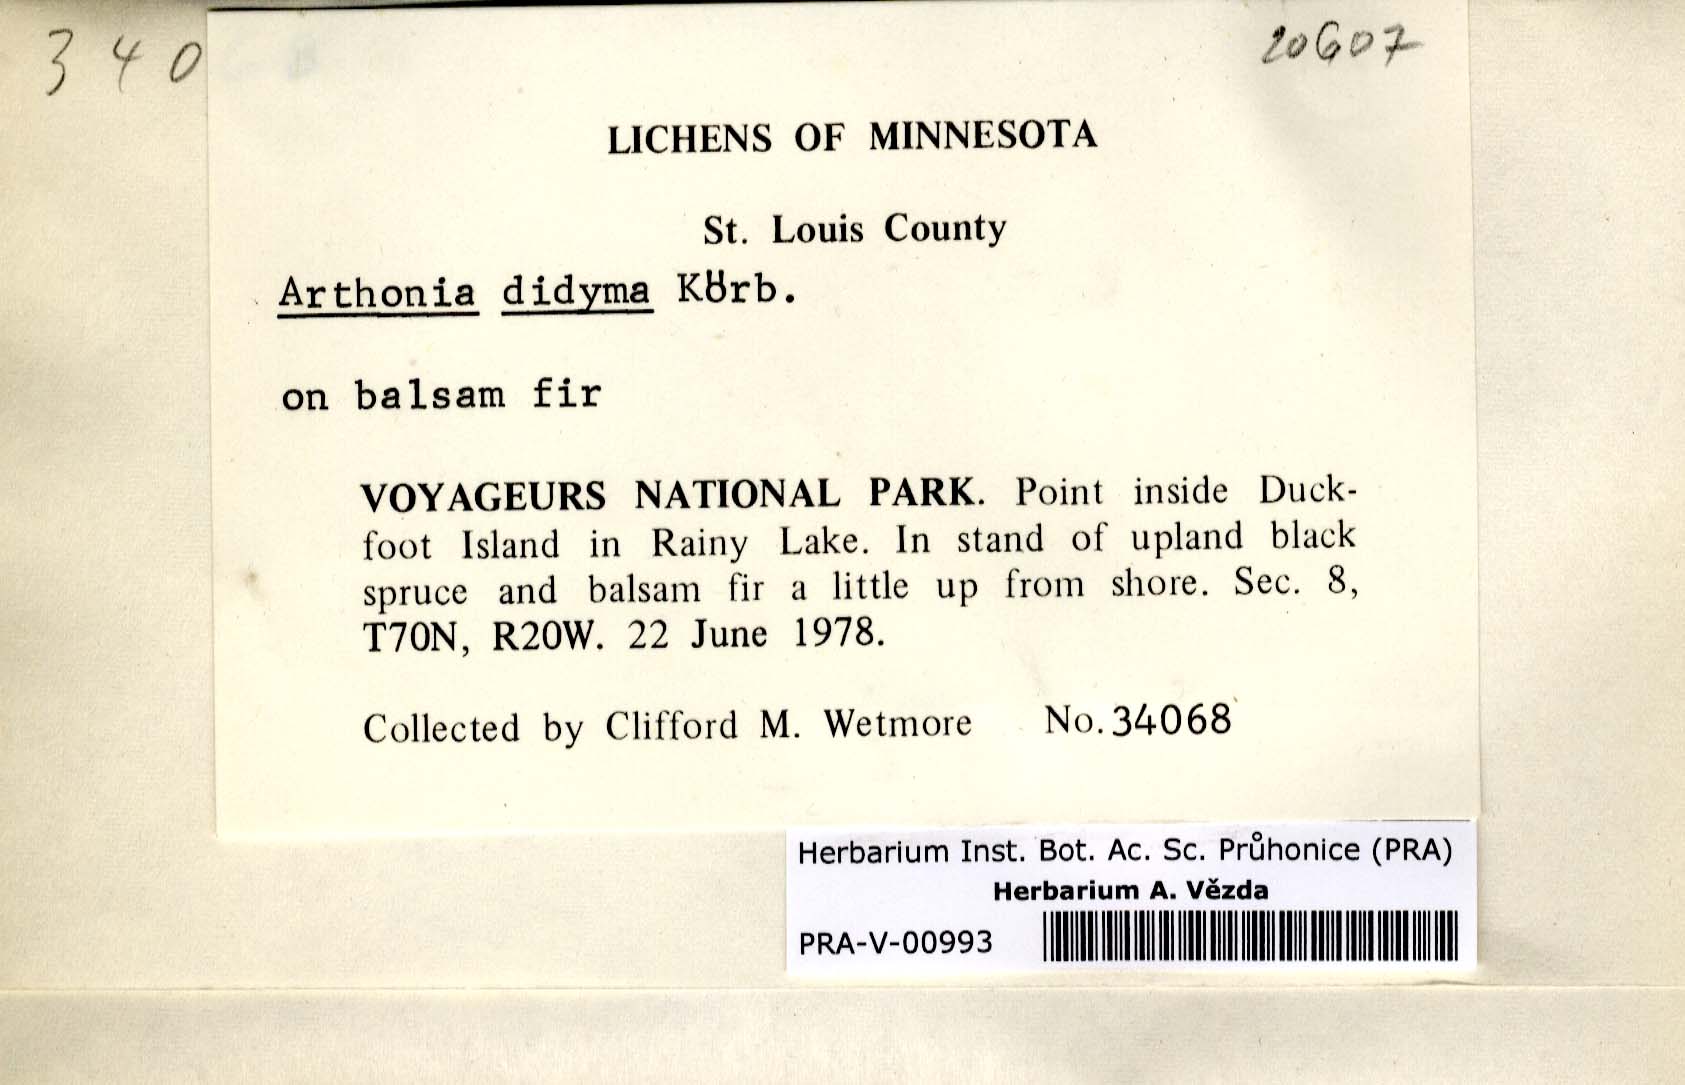 340
20G07
LICHENS OF MINNESOTA
St. Louis County
Arthonia didyma Körb.
on balsam fir
VOYAGEURS NATIONAL PARK. Point inside Duck-
foot Island in Rainy Lake. In stand of upland black
spruce and balsam fir a little up from shore. Sec. 8,
T70N, R20W. 22 June 1978.
Collected by Clifford M. Wetmore No. 34068
Herbarium Inst. Bot. Ac. Sc. Průhonice (PRA)
Herbarium A. Vězda
PRA-V-00993